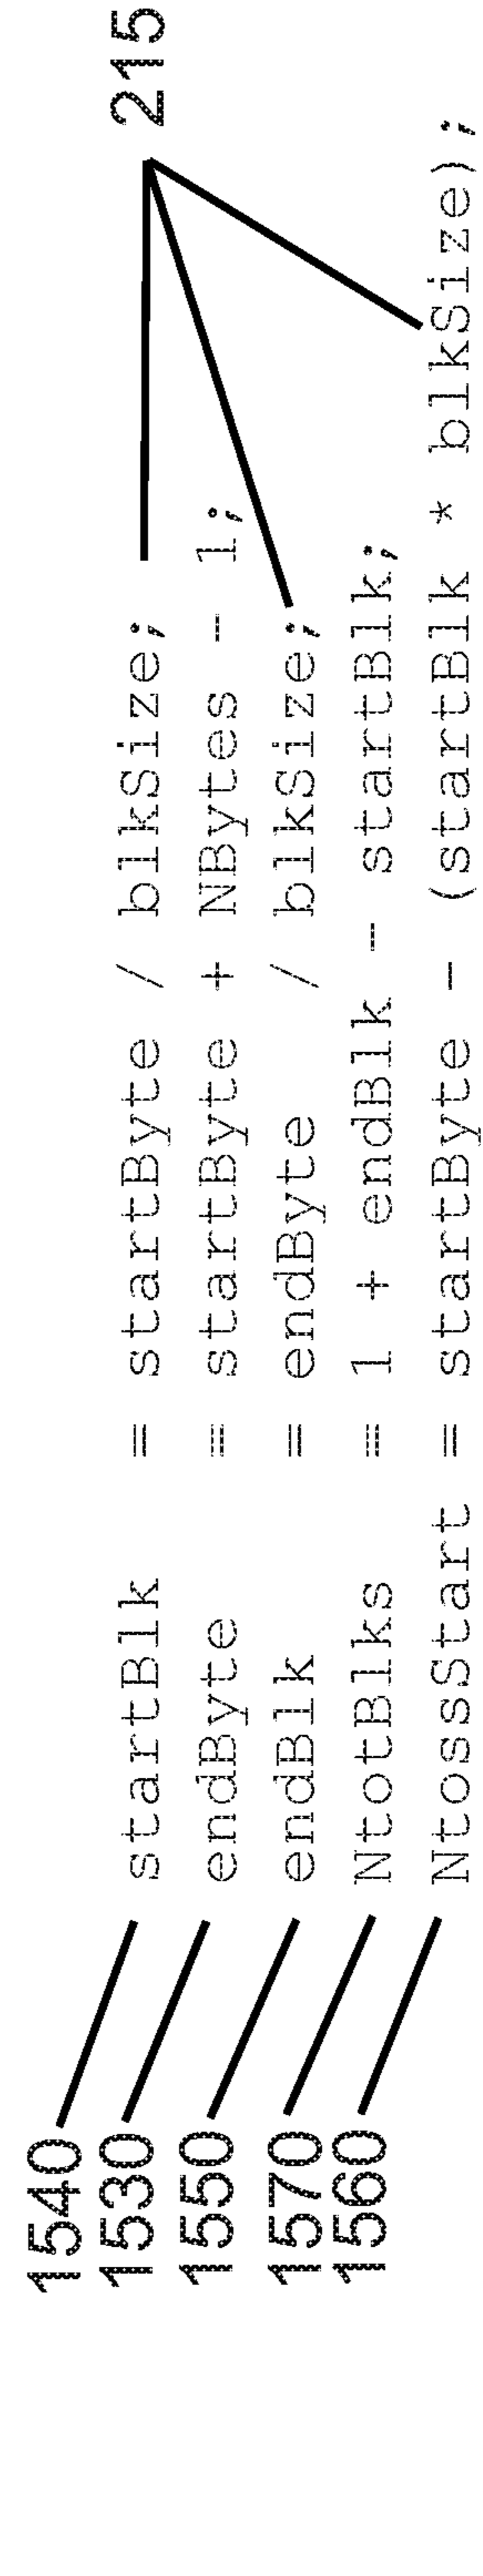 215
1540 startBlk = startByte / blkSize;
1530 endByte = startByte + NBytes - 1;
1550 endBlk = endByte / blkSize;
1570 NtotBlks = 1 + endBlk - startBlk;
1560 NtossStart = startByte - (startBlk * blkSize);